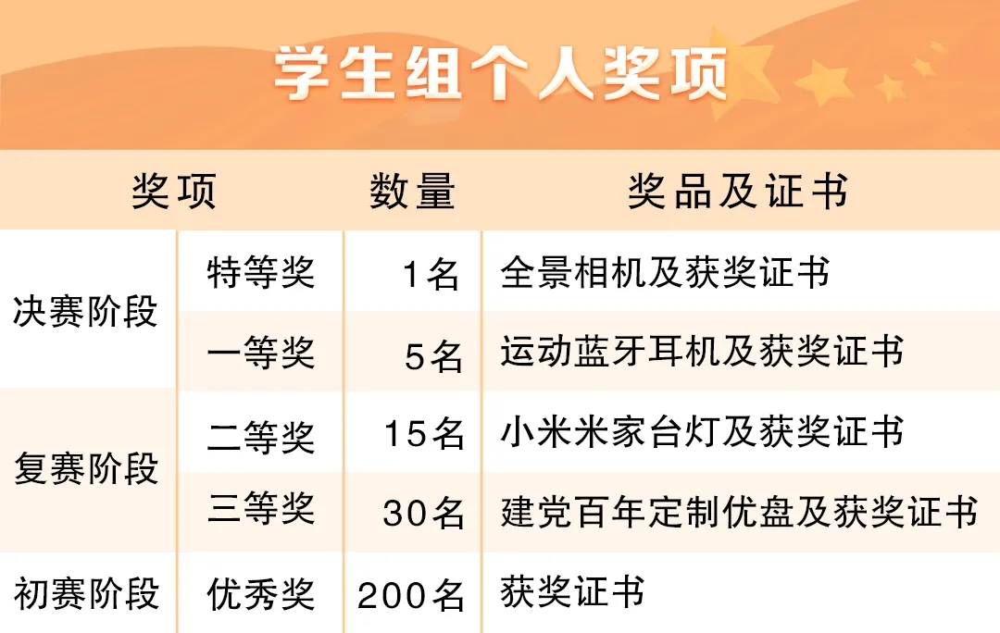 学生组个人奖项
奖项 数量 奖品及证书
决赛阶段
特等奖 1名 全景相机及获奖证书
一等奖 5名 运动蓝牙耳机及获奖证书
复赛阶段
二等奖 15名 小米米家台灯及获奖证书
三等奖 30名 建党百年定制优盘及获奖证书
初赛阶段 优秀奖 200名 获奖证书